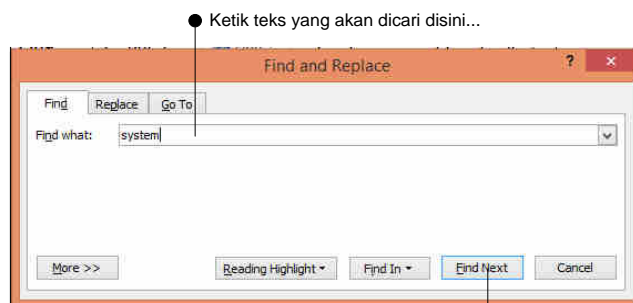 Ketik teks yang akan dicari disini...
Find and Replace
Find Replace Go To
Find what: system
More >> Reading Highlight Find In Find Next Cancel